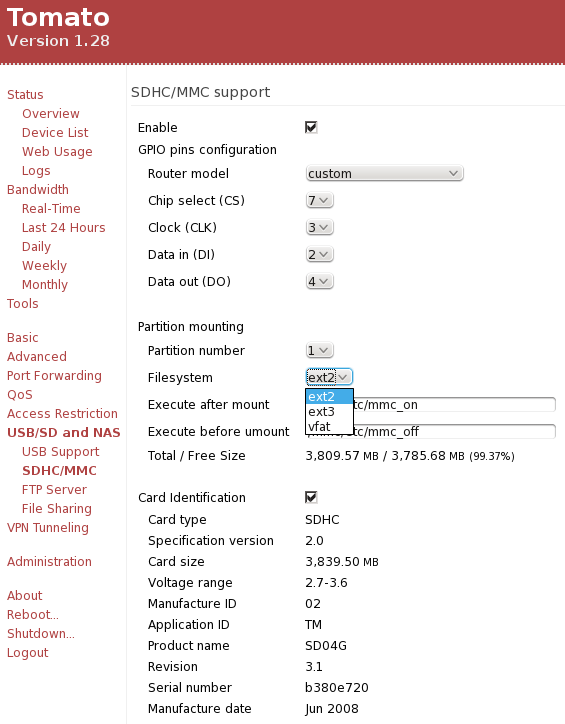 Tomato
Version 1.28
Status
Overview
Device List
Web Usage
Logs
Bandwidth
Real-Time
Last 24 Hours
Daily
Weekly
Monthly
Tools
Basic
Advanced
Port Forwarding
QoS
Access Restriction
USB/SD and NAS
USB Support
SDHC/MMC
FTP Server
File Sharing
VPN Tunneling
Administration
About
Reboot...
Shutdown...
Logout
SDHC/MMC support
Enable
GPIO pins configuration
Router model custom
Chip select (CS) 7
Clock (CLK) 3
Data in (DI) 2
Data out (DO) 4
Partition mounting
Partition number 1
Filesystem ext2
ext2
ext3
vfat
Execute after mount /mmc_on
Execute before umount /mmc_off
Total / Free Size 3,809.57 MB / 3,785.68 MB (99.37%)
Card Identification
Card type SDHC
Specification version 2.0
Card size 3,839.50 MB
Voltage range 2.7-3.6
Manufacture ID 02
Application ID TM
Product name SD04G
Revision 3.1
Serial number b380e720
Manufacture date Jun 2008